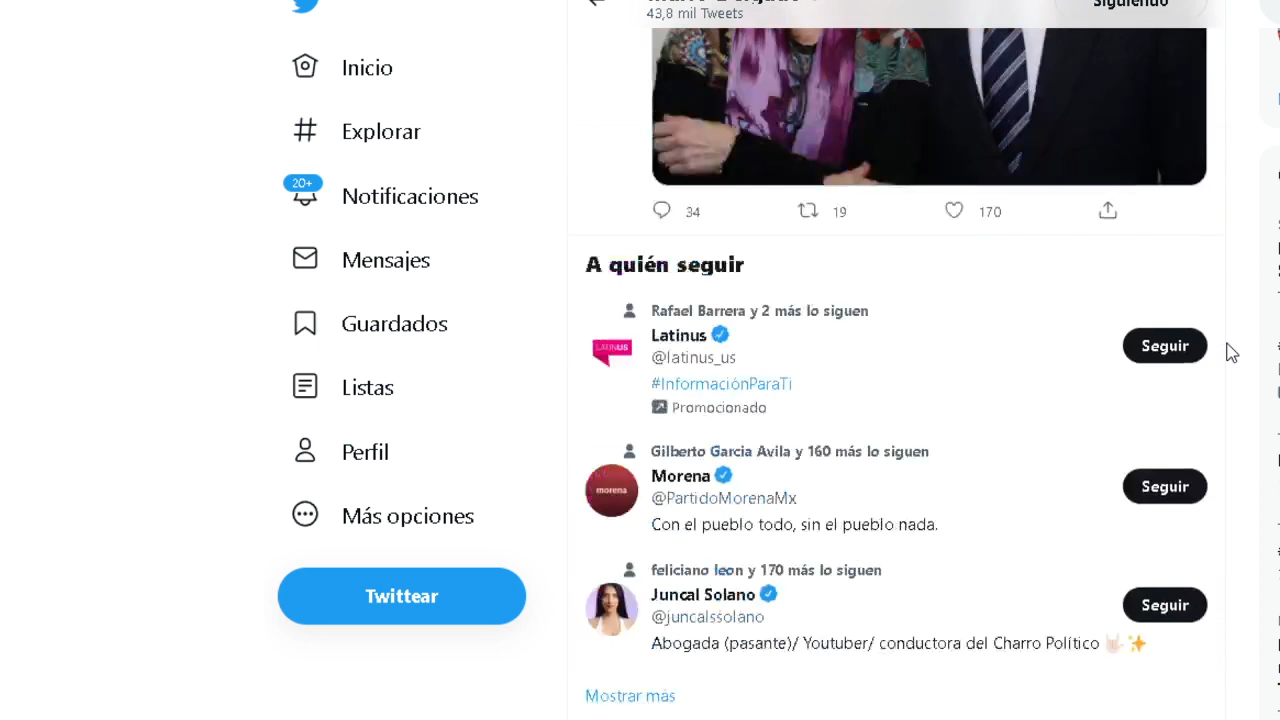 43,8 mil Tweets
Siguiendo
Inicio
Explorar
20+
Notificaciones
Mensajes
Guardados
Listas
Perfil
Más opciones
Twittear
34
19
170
A quién seguir
Rafael Barrera y 2 más lo siguen
LATINUS
Latinus
@latinus_us
#InformaciónParaTi
Promocionado
Seguir
Gilberto Garcia Avila y 160 más lo siguen
morena
Morena
@PartidoMorenaMx
Con el pueblo todo, sin el pueblo nada.
Seguir
feliciano leon y 170 más lo siguen
Juncal Solano
@juncalssolano
Abogada (pasante)/ Youtuber/ conductora del Charro Político 🤟🏻✨
Seguir
Mostrar más